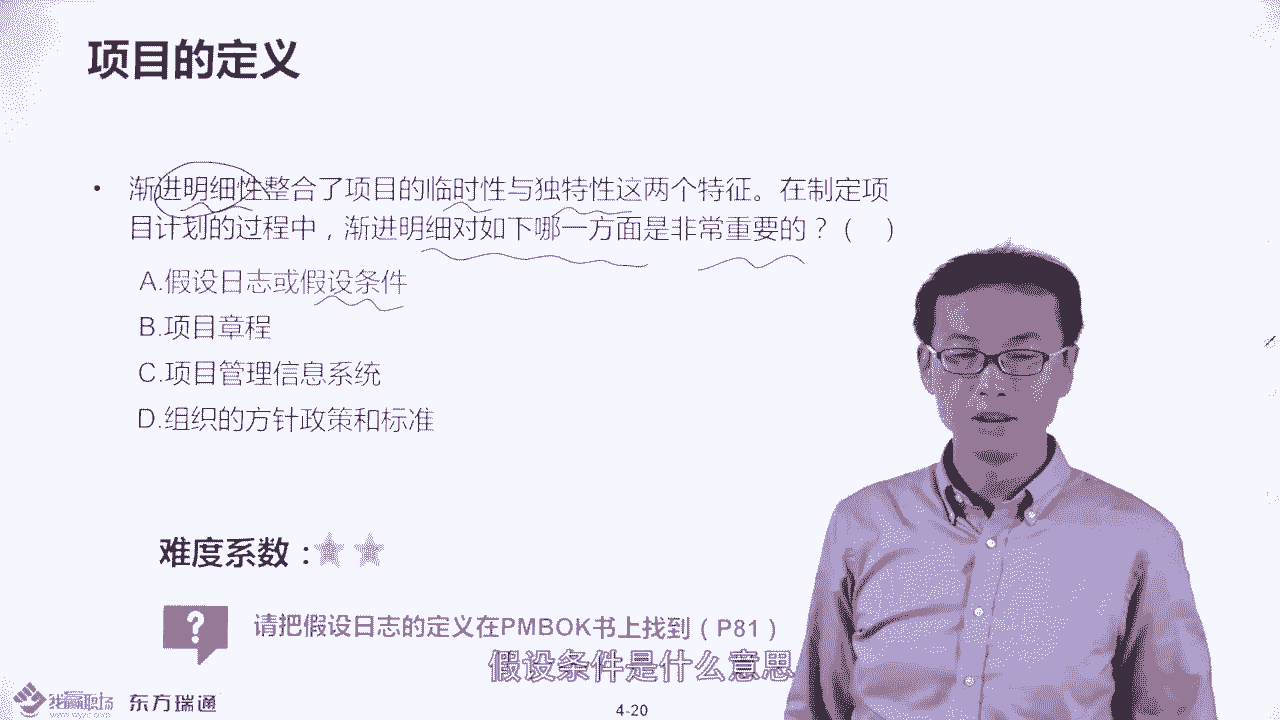 项目的定义
• 渐进明细性整合了项目的临时性与独特性这两个特征。在制定项
目计划的过程中，渐进明细对如下哪一方面是非常重要的？（ ）
A.假设日志或假设条件
B.项目章程
C.项目管理信息系统
D.组织的方针政策和标准
难度系数：
? 请把假设日志的定义在PMBOK书上找到（P81）
假设条件是什么意思
我赢职场 东方瑞通
4-20